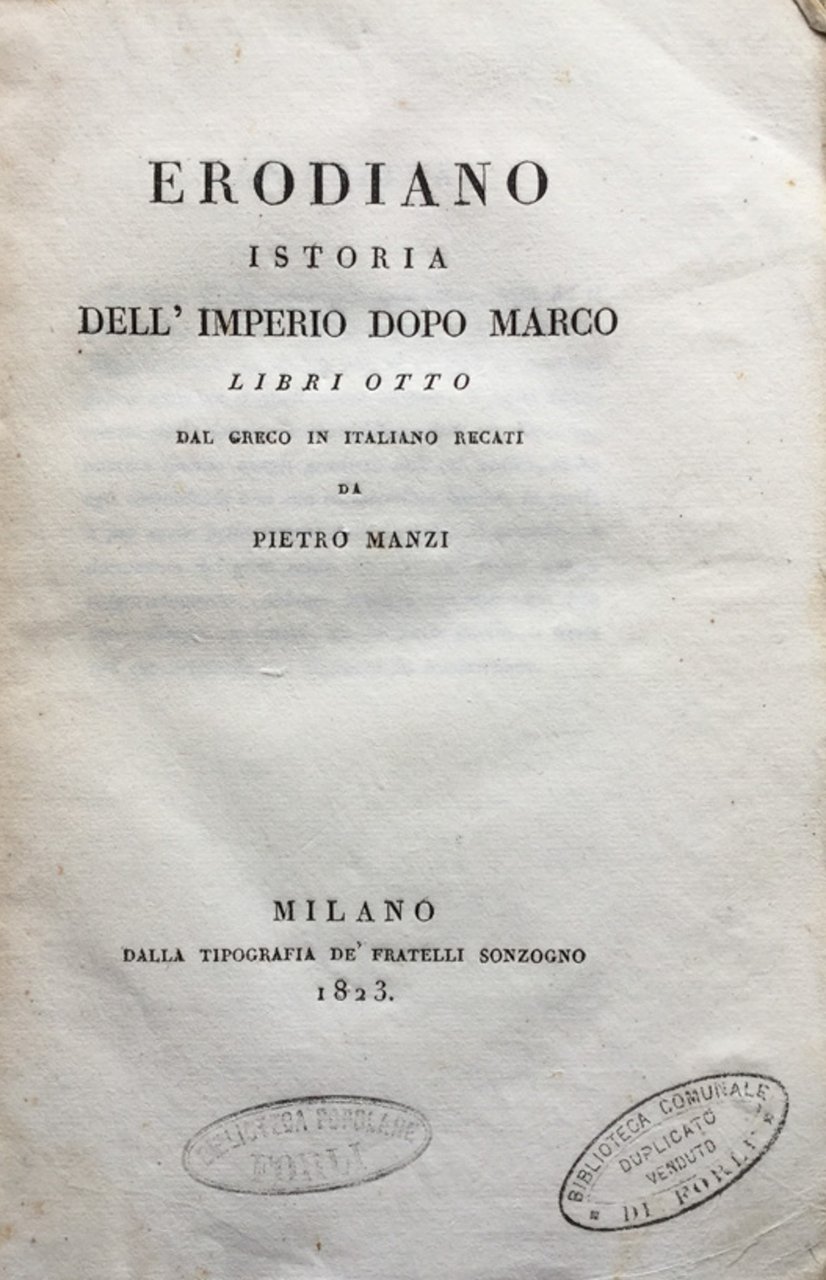 ERODIANO
ISTORIA
DELL' IMPERIO DOPO MARCO
LIBRI OTTO
DAL GRECO IN ITALIANO RECATI
DA
PIETRO MANZI
MILANO
DALLA TIPOGRAFIA DE' FRATELLI SONZOGNO
1823.
BIBLIOTECA POPOLARE
FORLÌ
BIBLIOTECA COMUNALE
DUPLICATO
VENDUTO
DI FORLÌ